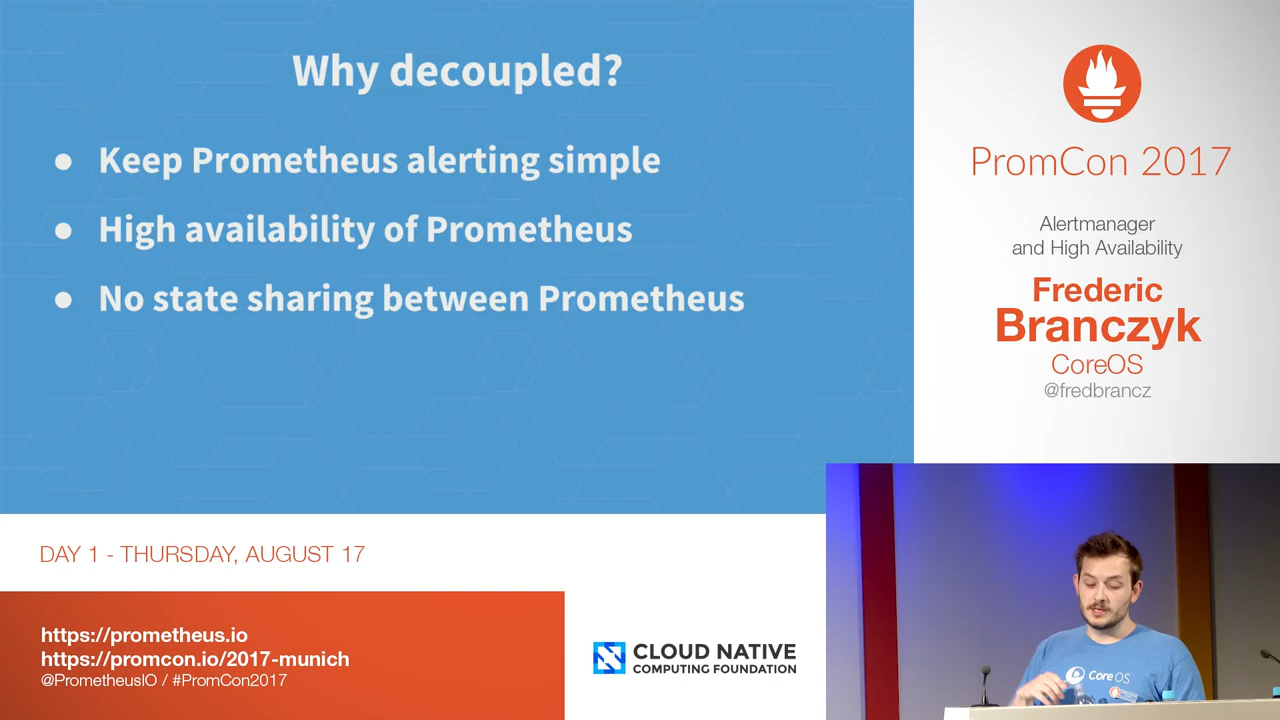 Why decoupled?
● Keep Prometheus alerting simple
● High availability of Prometheus
● No state sharing between Prometheus
PromCon 2017
Alertmanager
and High Availability
Frederic
Branczyk
CoreOS
@fredbrancz
DAY 1 - THURSDAY, AUGUST 17
https://prometheus.io
https://promcon.io/2017-munich
@PrometheusIO / #PromCon2017
CLOUD NATIVE
COMPUTING FOUNDATION
CoreOS